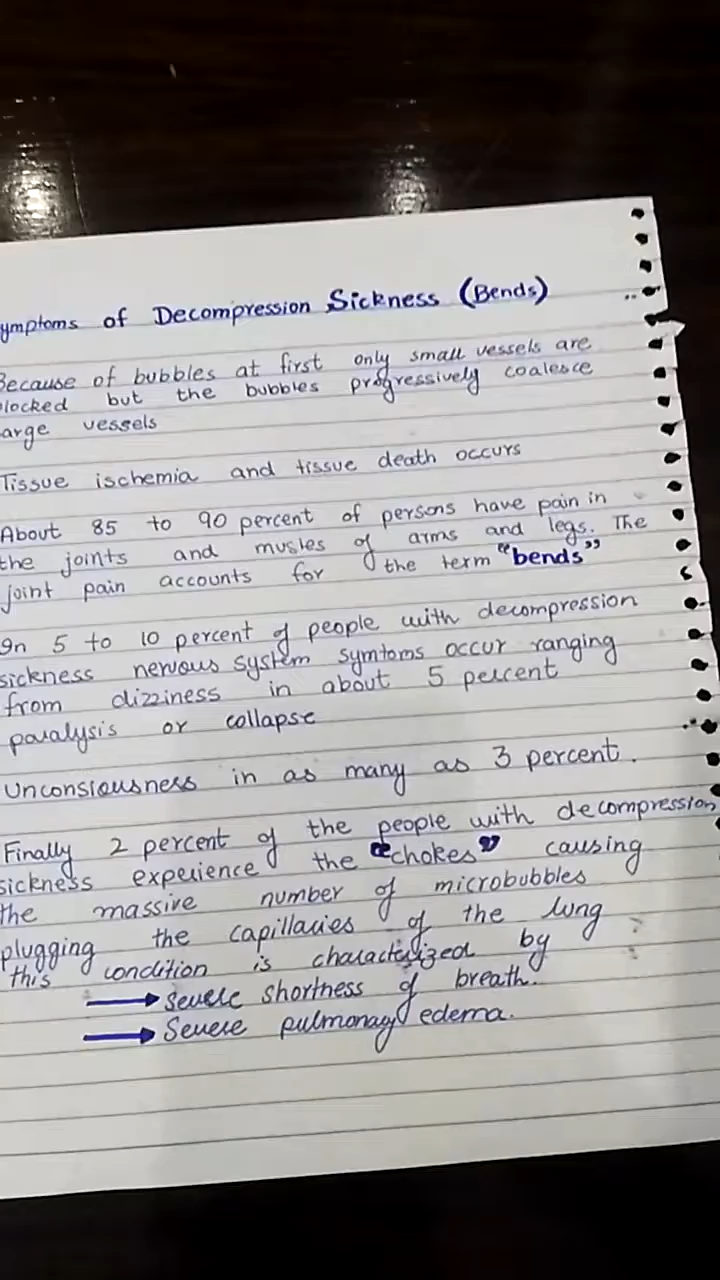 ymptoms of Decompression Sickness (Bends)
Because of bubbles at first only small vessels are
locked but the bubbles progressively coalesce
arge vessels
Tissue ischemia and tissue death occurs
About 85 to 90 percent of persons have pain in
the joints and musles of arms and legs. The
joint pain accounts for the term "bends"
In 5 to 10 percent of people with decompression
sickness nervous system symtoms occur ranging
from dizziness in about 5 percent
paralysis or collapse
Unconsiousness in as many as 3 percent.
Finally 2 percent of the people with decompression
sickness experience the "chokes" causing
the massive number of microbubbles
plugging the capillaries of the lung
this condition is characterized by
→ Severe shortness of breath.
→ Severe pulmonary edema.